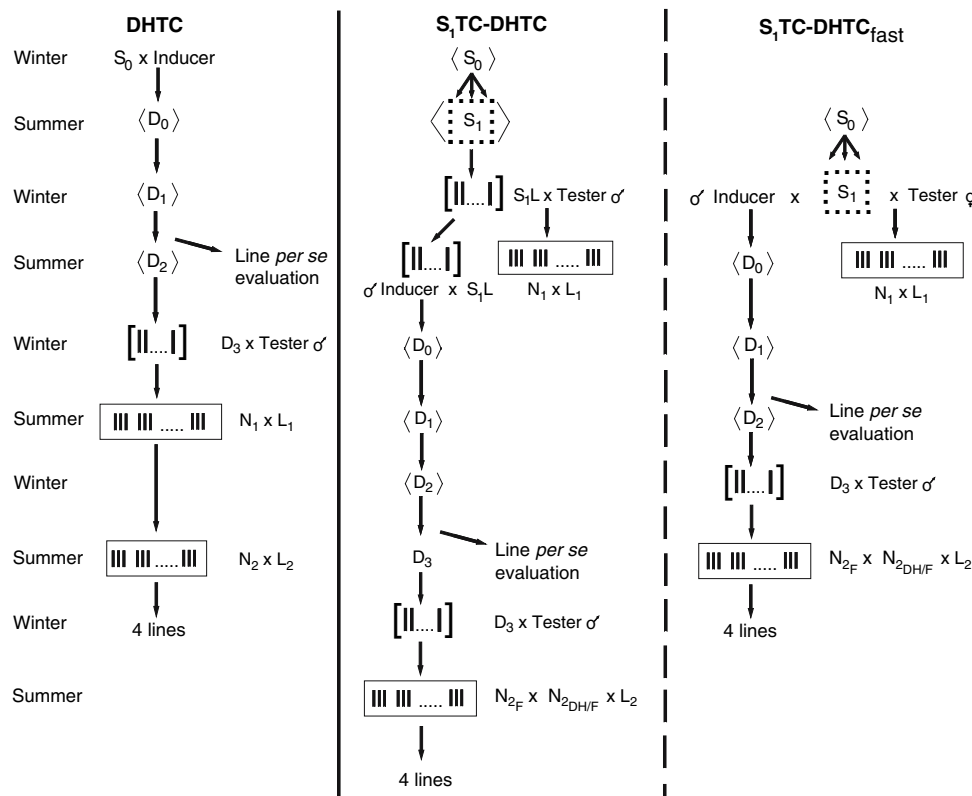 DHTC
S₁TC-DHTC
S₁TC-DHTCfast
Winter
S₀ x Inducer
⟨S₀⟩
Summer
⟨D₀⟩
⟨S₁⟩
⟨S₀⟩
Winter
⟨D₁⟩
[||....|]
S₁L x Tester ♂
♂ Inducer x
S₁
x Tester ♀
Summer
⟨D₂⟩
Line per se
evaluation
[||....|]
||| ||| ..... |||
♂ Inducer x S₁L
N₁ x L₁
⟨D₀⟩
||| ||| ..... |||
N₁ x L₁
Winter
[||....|]
D₃ x Tester ♂
⟨D₀⟩
⟨D₁⟩
Summer
||| ||| ..... |||
N₁ x L₁
⟨D₁⟩
⟨D₂⟩
Line per se
evaluation
Winter
⟨D₂⟩
[||....|]
D₃ x Tester ♂
Summer
||| ||| ..... |||
N₂ x L₂
D₃
Line per se
evaluation
||| ||| ..... |||
N₂F x N₂DH/F x L₂
Winter
4 lines
[||....|]
D₃ x Tester ♂
4 lines
Summer
||| ||| ..... |||
N₂F x N₂DH/F x L₂
4 lines